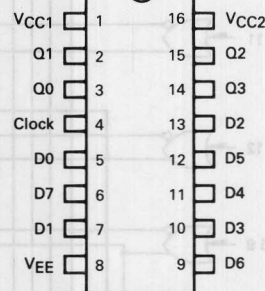 VCC1 1 16 VCC2
Q1 2 15 Q2
Q0 3 14 Q3
Clock 4 13 D2
D0 5 12 D5
D7 6 11 D4
D1 7 10 D3
VEE 8 9 D6